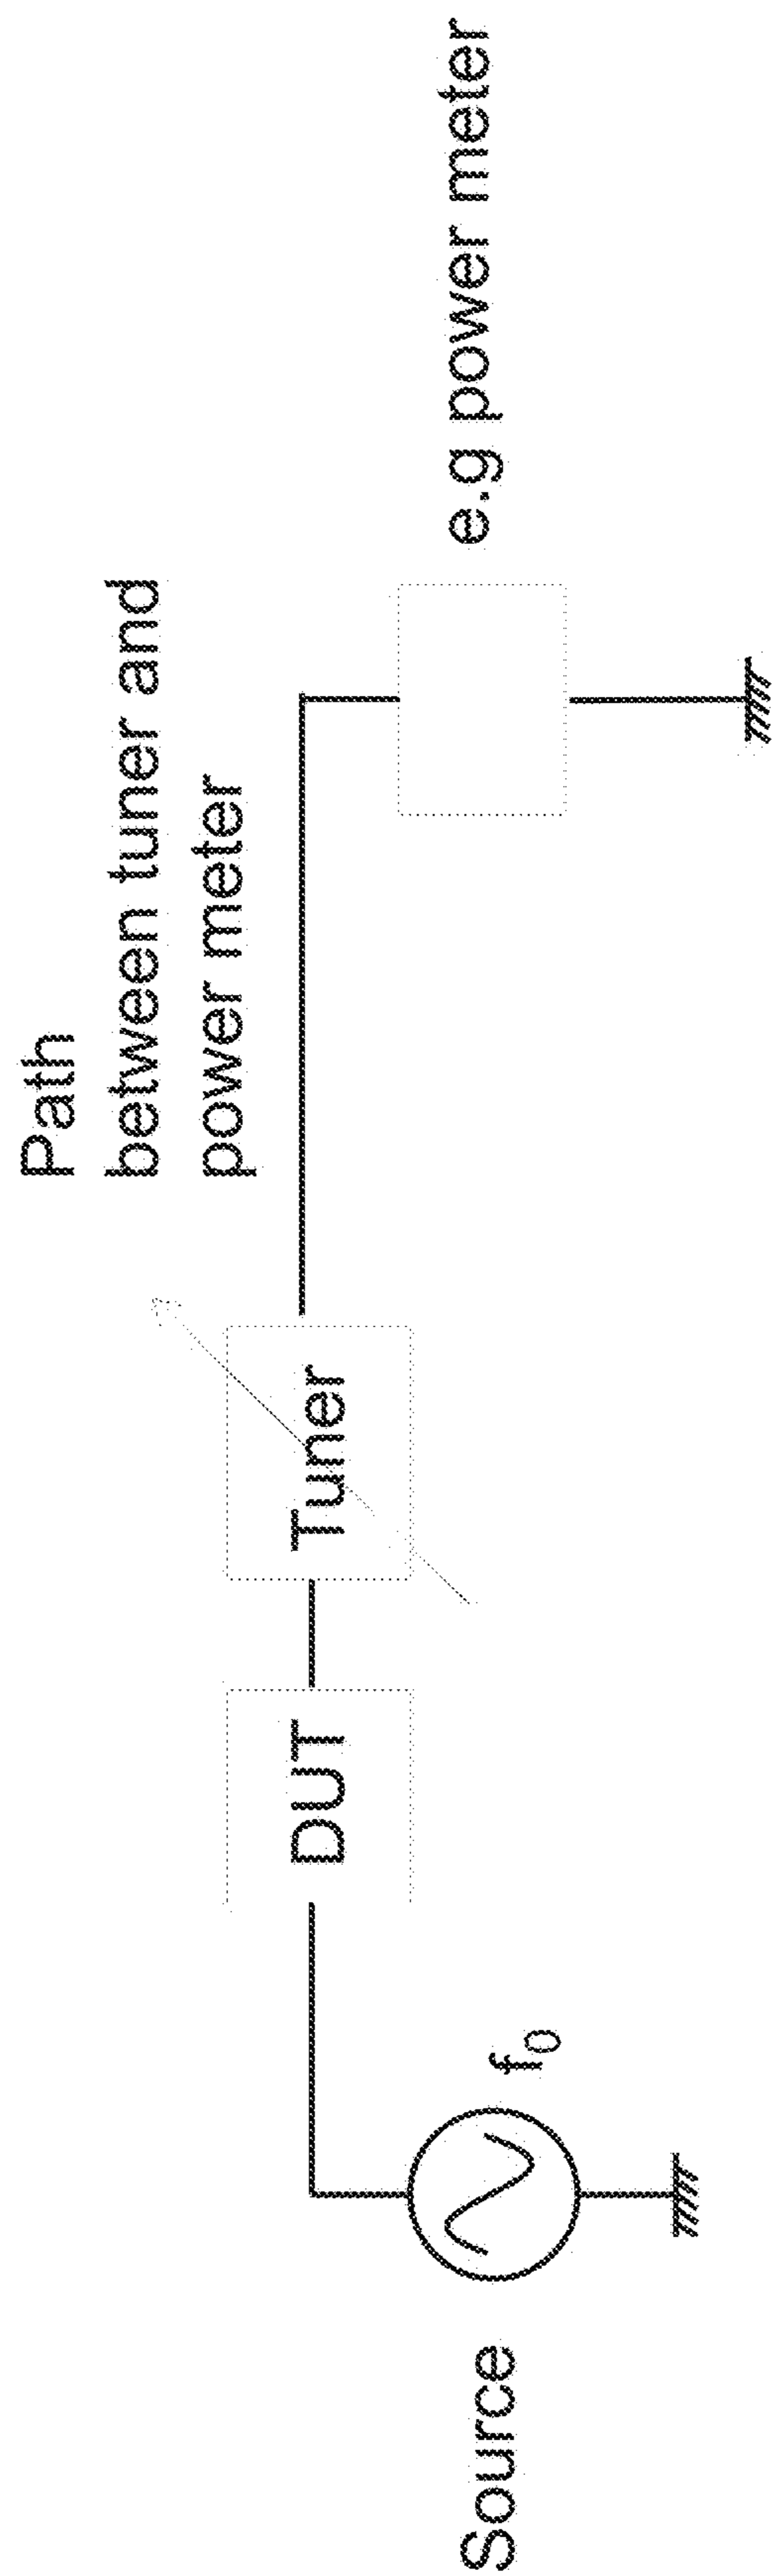 Path
between tuner and
power meter
Tuner
DUT
e.g power meter
f₀
Source